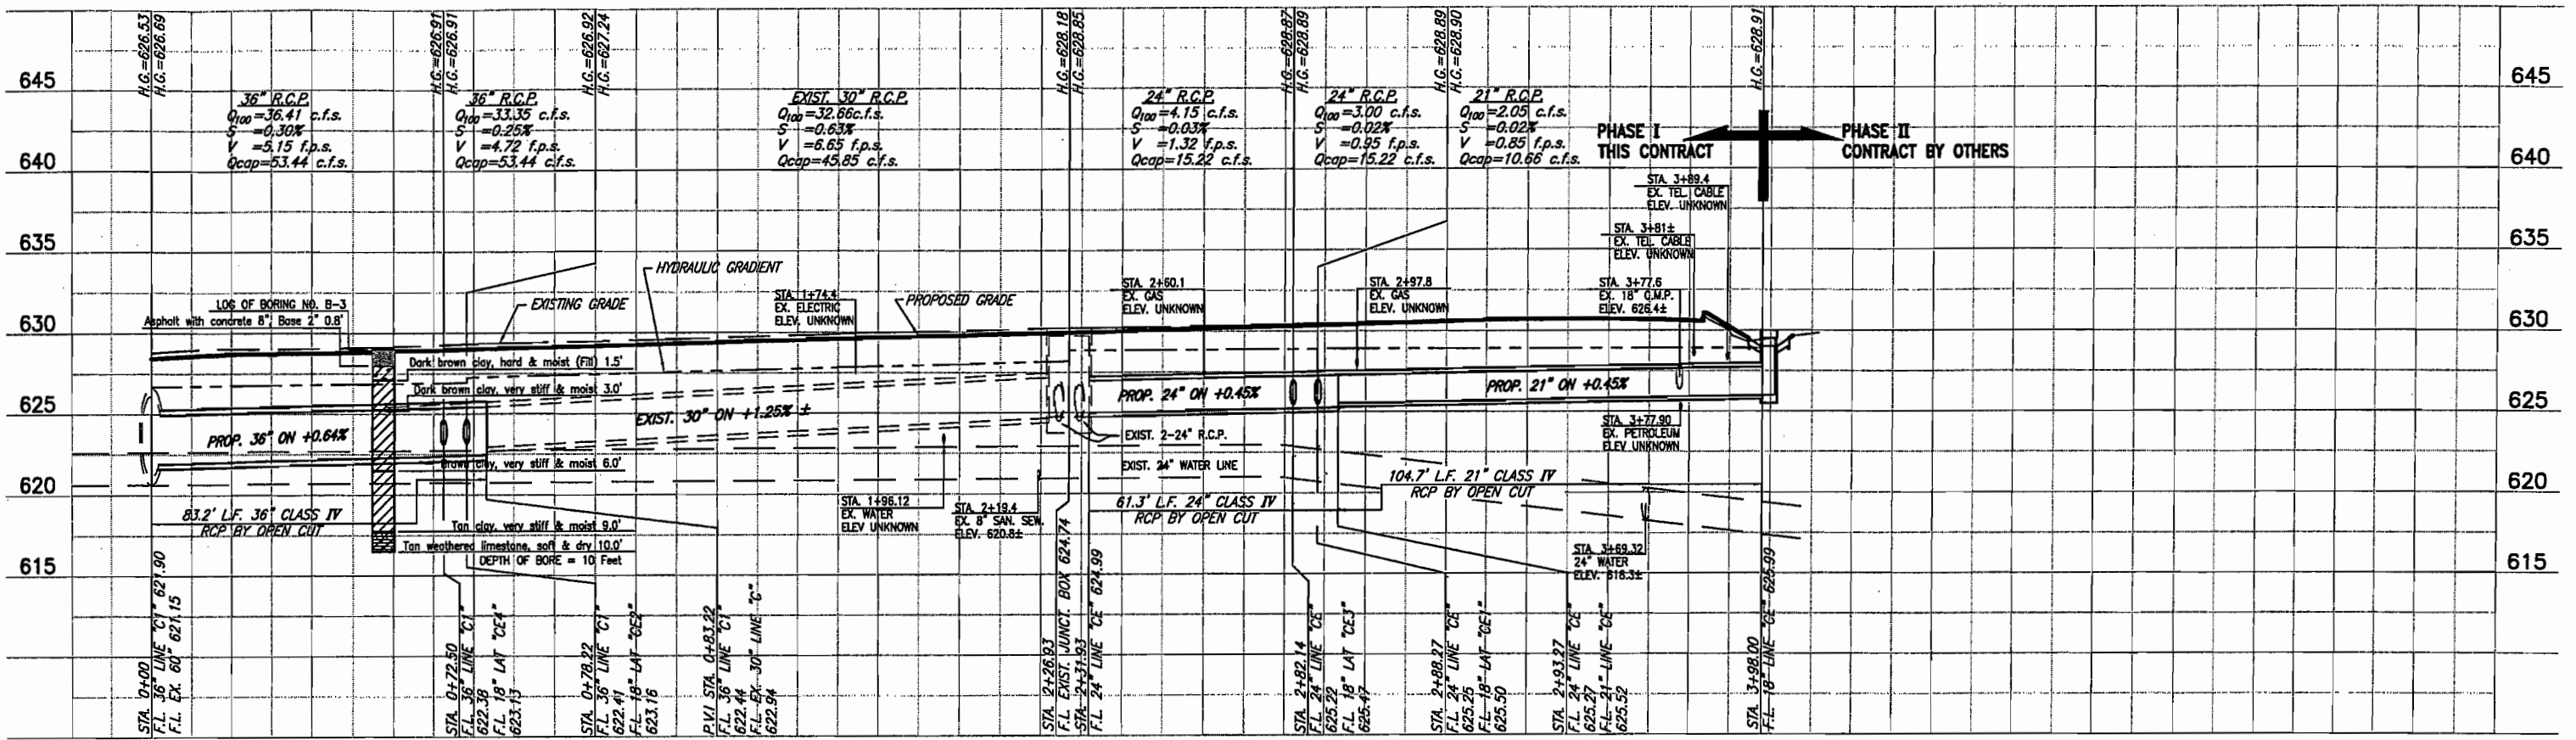 H.G.=626.53
H.G.=626.69
H.G.=626.91
H.G.=626.91
H.G.=626.92
H.G.=627.24
H.G.=628.18
H.G.=628.85
H.G.=628.87
H.G.=628.89
H.G.=628.89
H.G.=628.90
H.G.=628.91
645
645
640
640
635
635
630
630
625
625
620
620
615
615
36" R.C.P.
Q100=36.41 c.f.s.
S =0.30%
V =5.15 f.p.s.
Qcap=53.44 c.f.s.
36" R.C.P.
Q100=33.35 c.f.s.
S =0.25%
V =4.72 f.p.s.
Qcap=53.44 c.f.s.
EXIST. 30" R.C.P.
Q100=32.66c.f.s.
S =0.63%
V =6.65 f.p.s.
Qcap=45.85 c.f.s.
24" R.C.P.
Q100=4.15 c.f.s.
S =0.03%
V =1.32 f.p.s.
Qcap=15.22 c.f.s.
24" R.C.P.
Q100=3.00 c.f.s.
S =0.02%
V =0.95 f.p.s.
Qcap=15.22 c.f.s.
21" R.C.P.
Q100=2.05 c.f.s.
S =0.02%
V =0.85 f.p.s.
Qcap=10.66 c.f.s.
PHASE I
THIS CONTRACT
PHASE II
CONTRACT BY OTHERS
STA. 3+89.4
EX. TEL. CABLE
ELEV. UNKNOWN
STA. 3+81±
EX. TEL. CABLE
ELEV. UNKNOWN
STA. 3+77.6
EX. 18" C.M.P.
ELEV. 626.4±
LOG OF BORING NO. B-3
Asphalt with concrete 8"; Base 2" 0.8'
EXISTING GRADE
HYDRAULIC GRADIENT
STA. 1+74.4
EX. ELECTRIC
ELEV. UNKNOWN
PROPOSED GRADE
STA. 2+60.1
EX. GAS
ELEV. UNKNOWN
STA. 2+97.8
EX. GAS
ELEV. UNKNOWN
Dark brown clay, hard & moist (Fill) 1.5'
Dark brown clay, very stiff & moist 3.0'
PROP. 36" ON +0.64%
EXIST. 30" ON +1.25% ±
PROP. 24" ON +0.45%
PROP. 21" ON +0.45%
Brown clay, very stiff & moist 6.0'
EXIST. 2-24" R.C.P.
EXIST. 24" WATER LINE
STA. 3+77.90
EX. PETROLEUM
ELEV UNKNOWN
83.2' L.F. 36" CLASS IV
RCP BY OPEN CUT
Tan clay, very stiff & moist 9.0'
Tan weathered limestone, soft & dry 10.0'
DEPTH OF BORE = 10 Feet
STA. 1+96.12
EX. WATER
ELEV UNKNOWN
STA. 2+19.4
EX. 8" SAN. SEW.
ELEV. 620.8±
61.3' L.F. 24" CLASS IV
RCP BY OPEN CUT
104.7' L.F. 21" CLASS IV
RCP BY OPEN CUT
STA. 3+69.32
24" WATER
ELEV. 618.3±
STA. 0+00
F.L. 36" LINE "C1" 621.90
F.L. EX. 60" 621.15
STA. 0+72.50
F.L. 36" LINE "C1"
622.38
F.L. 18" LAT "CE4"
623.13
STA. 0+78.22
F.L. 36" LINE "C1"
622.41
F.L. 18" LAT "CE2"
623.16
P.V.I STA. 0+83.22
F.L. 36" LINE "C1"
622.44
F.L. EX. 30" LINE "C"
622.94
STA. 2+26.93
F.L. EXIST. JUNCT. BOX 624.74
STA. 2+31.93
F.L. 24" LINE "CE" 624.99
STA. 2+82.14
F.L. 24" LINE "CE"
625.22
F.L. 18" LAT "CE3"
625.47
STA. 2+88.27
F.L. 24" LINE "CE"
625.25
F.L. 18" LAT "CE1"
625.50
STA. 2+93.27
F.L. 24" LINE "CE"
625.27
F.L. 21" LINE "CE"
625.52
STA. 3+98.00
F.L. 18" LINE "CE" 625.99